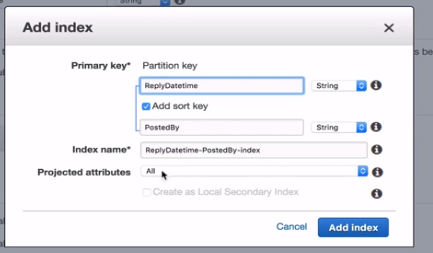 String
Add index
Primary key* Partition key
ReplyDatetime String
Add sort key
PostedBy String
Index name* ReplyDatetime-PostedBy-index
Projected attributes All
Create as Local Secondary Index
Cancel Add index